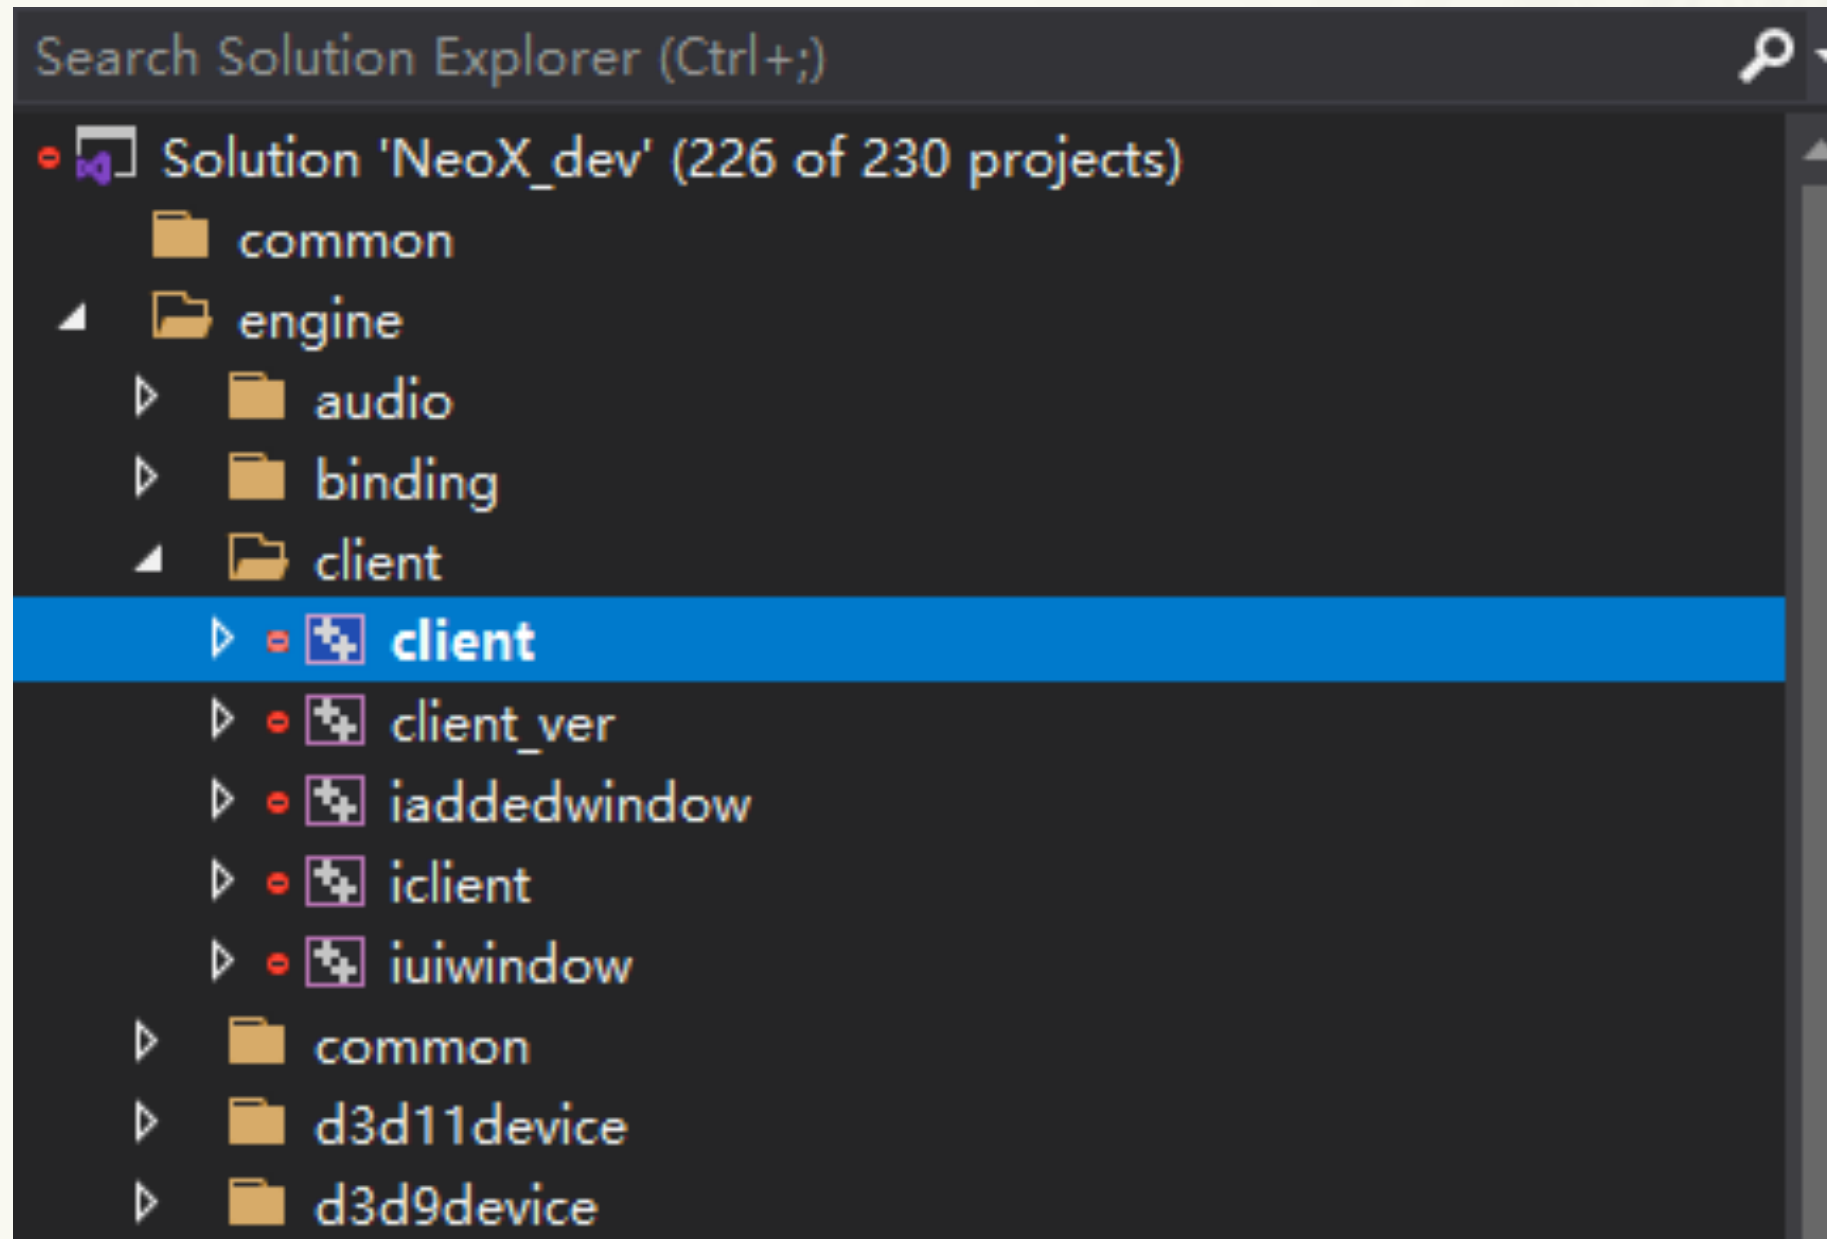 Search Solution Explorer (Ctrl+;)
Solution 'NeoX_dev' (226 of 230 projects)
common
engine
audio
binding
client
client
client_ver
iaddedwindow
iclient
iuiwindow
common
d3d11device
d3d9device